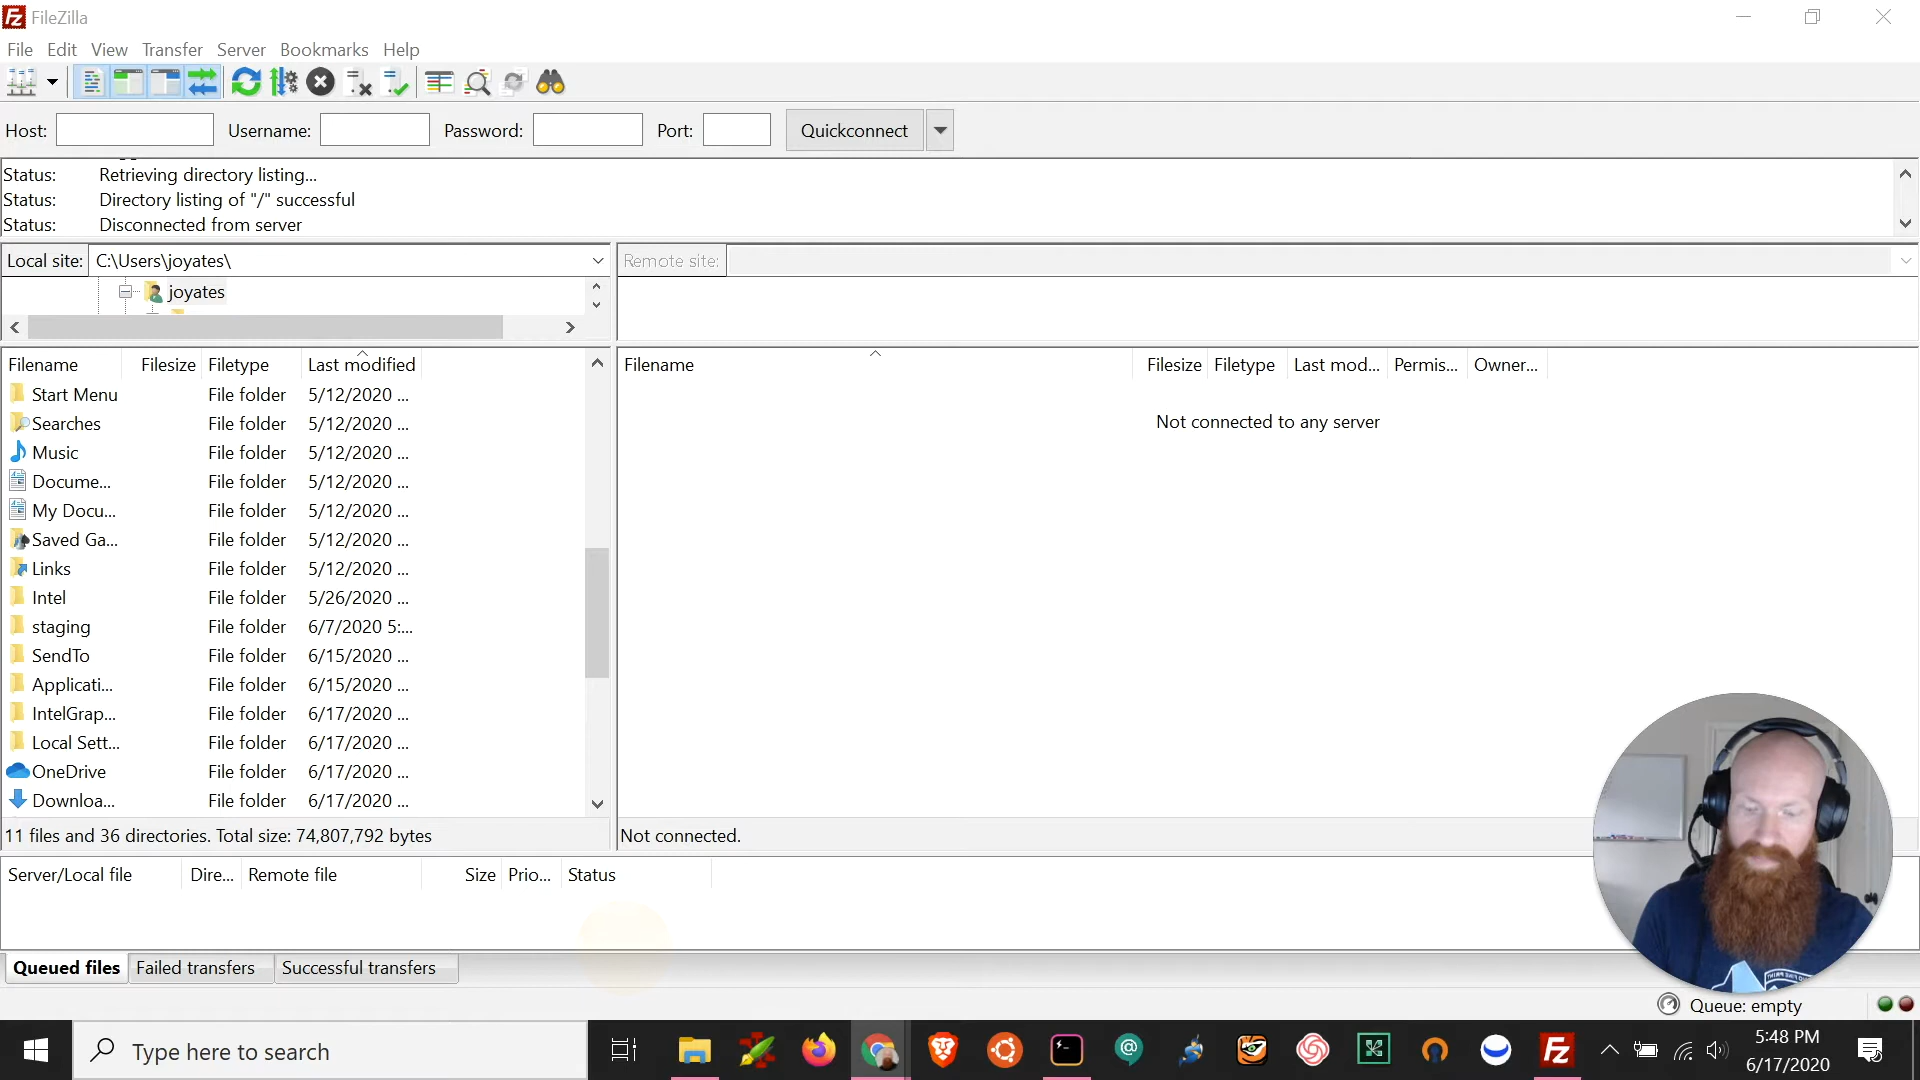 FileZilla
File Edit View Transfer Server Bookmarks Help
Host: Username: Password: Port: Quickconnect
Status: Retrieving directory listing...
Status: Directory listing of "/" successful
Status: Disconnected from server
Local site: C:\Users\joyates\ Remote site:
joyates
Filename Filesize Filetype Last modified Filename Filesize Filetype Last mod... Permis... Owner...
Start Menu File folder 5/12/2020 ...
Searches File folder 5/12/2020 ...
Not connected to any server
Music File folder 5/12/2020 ...
Docume... File folder 5/12/2020 ...
My Docu... File folder 5/12/2020 ...
Saved Ga... File folder 5/12/2020 ...
Links File folder 5/12/2020 ...
Intel File folder 5/26/2020 ...
staging File folder 6/7/2020 5:...
SendTo File folder 6/15/2020 ...
Applicati... File folder 6/15/2020 ...
IntelGrap... File folder 6/17/2020 ...
Local Sett... File folder 6/17/2020 ...
OneDrive File folder 6/17/2020 ...
Downloa... File folder 6/17/2020 ...
11 files and 36 directories. Total size: 74,807,792 bytes Not connected.
Server/Local file Dire... Remote file Size Prio... Status
Queued files Failed transfers Successful transfers
Queue: empty
Type here to search
5:48 PM
6/17/2020